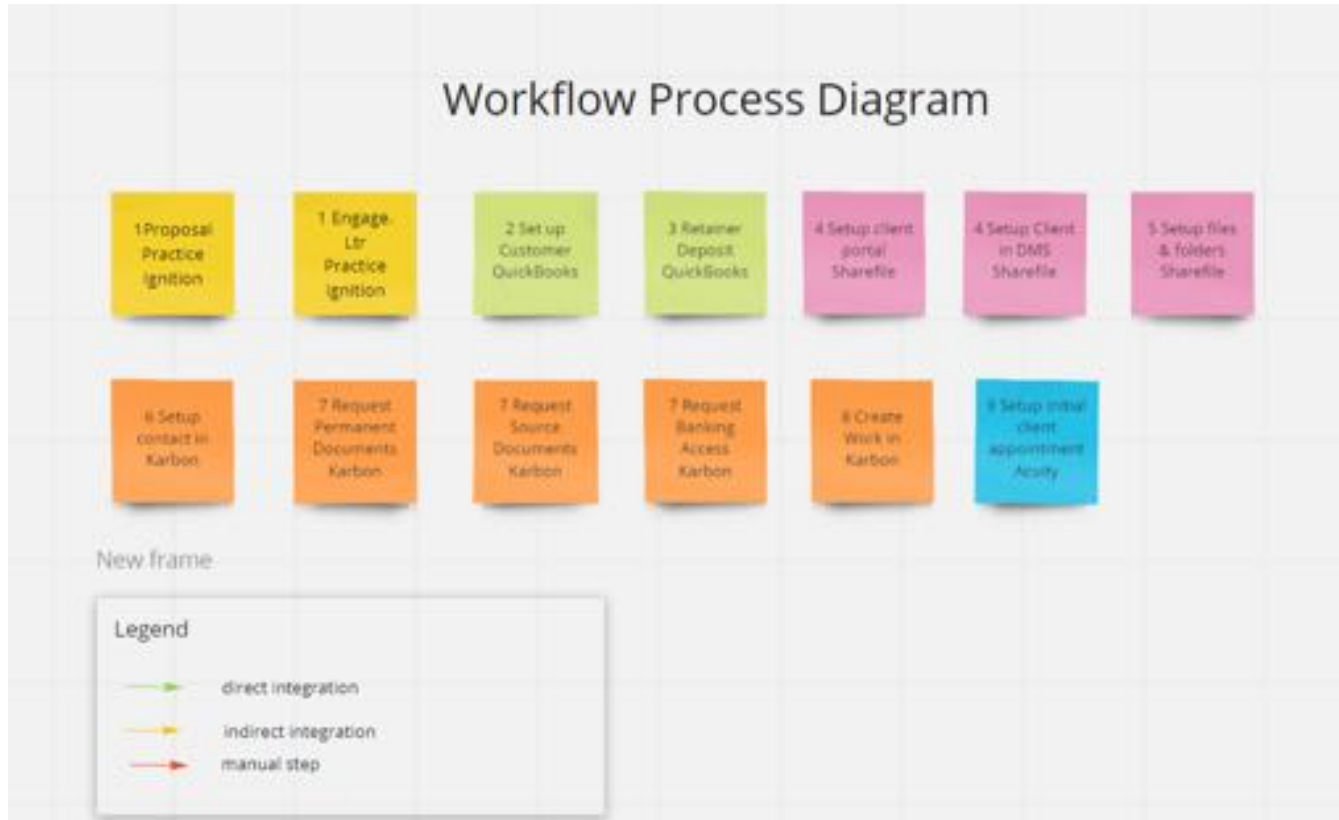 Workflow Process Diagram
1Proposal
Practice
Ignition
1 Engage.
Ltr
Practice
Ignition
2 Set up
Customer
QuickBooks
3 Retainer
Deposit
QuickBooks
4 Setup client
portal
Sharefile
4 Setup Client
in DMS
Sharefile
5 Setup files
& folders
Sharefile
6 Setup
contact in
Karbon
7 Request
Permanent
Documents
Karbon
7 Request
Source
Documents
Karbon
7 Request
Banking
Access
Karbon
8 Create
Work in
Karbon
9 Setup initial
client
appointment
Acuity
New frame
Legend
direct integration
indirect integration
manual step